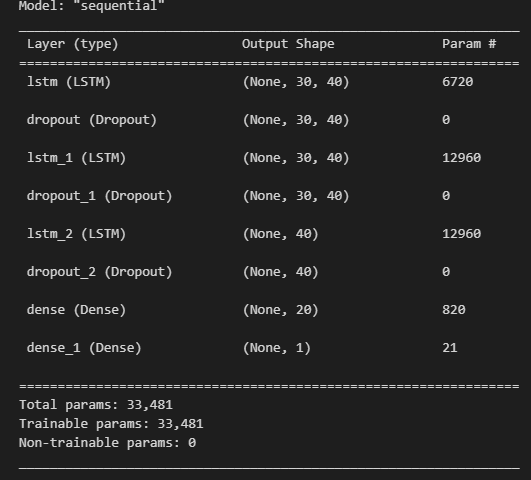 Model: "sequential"
_________________________________________________________________
Layer (type)                Output Shape              Param #
=================================================================
lstm (LSTM)                 (None, 30, 40)            6720
dropout (Dropout)           (None, 30, 40)            0
lstm_1 (LSTM)               (None, 30, 40)            12960
dropout_1 (Dropout)         (None, 30, 40)            0
lstm_2 (LSTM)               (None, 40)                12960
dropout_2 (Dropout)         (None, 40)                0
dense (Dense)               (None, 20)                820
dense_1 (Dense)             (None, 1)                 21
=================================================================
Total params: 33,481
Trainable params: 33,481
Non-trainable params: 0
_________________________________________________________________